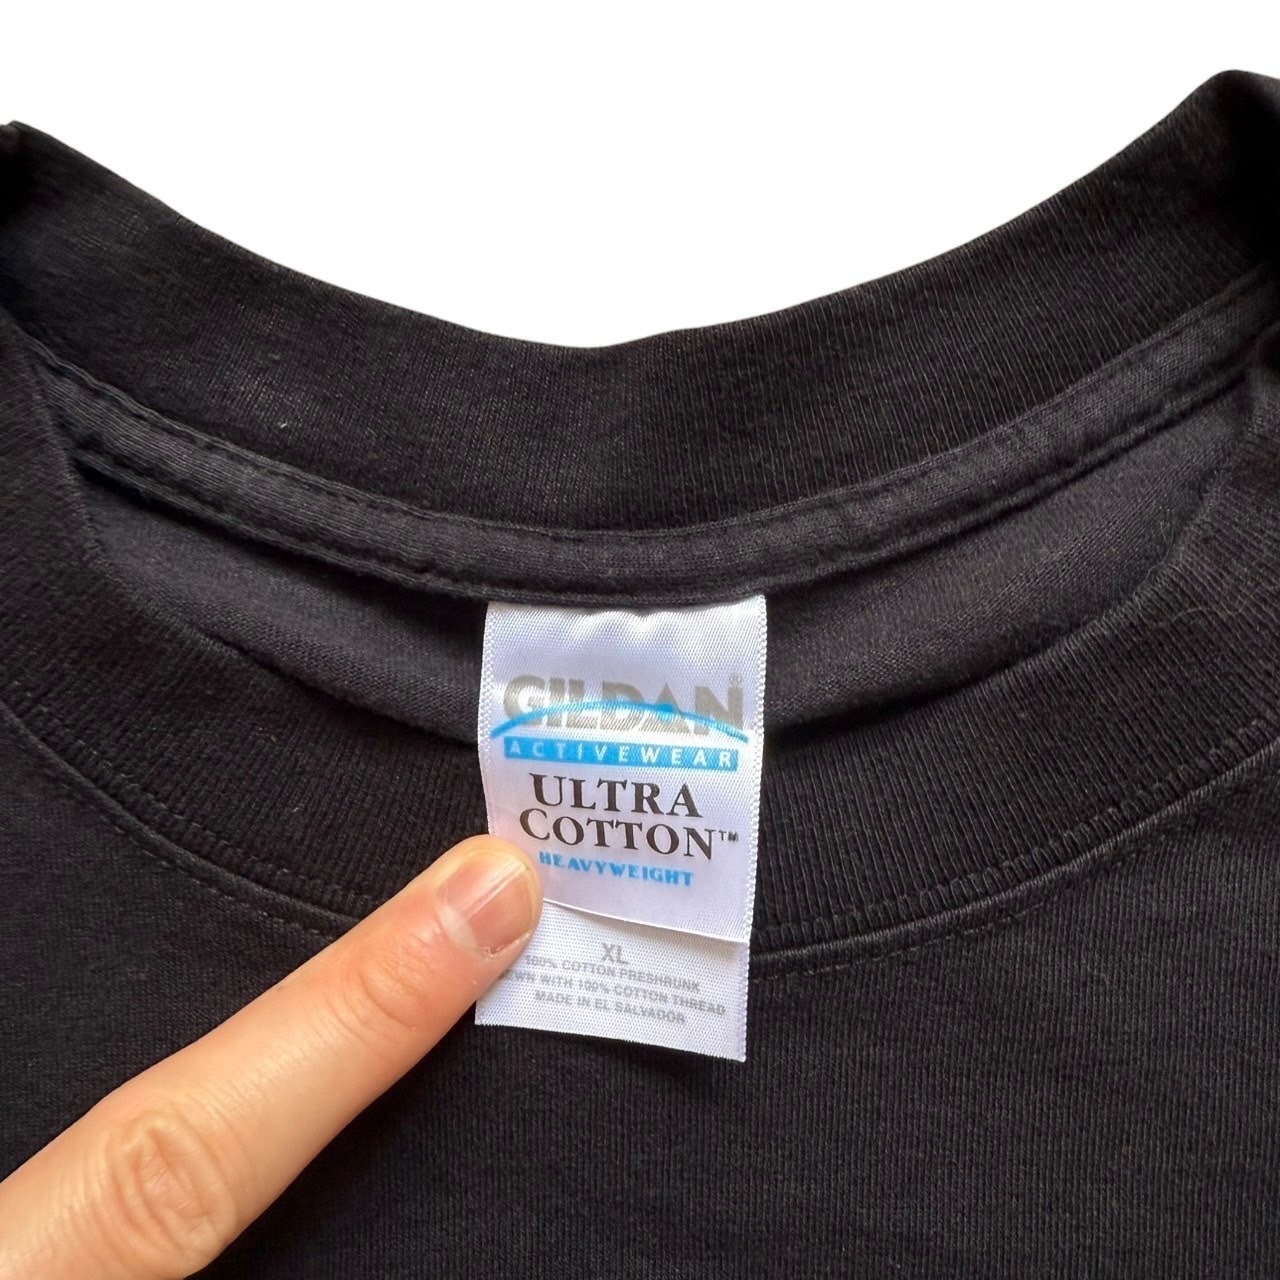 GILDAN®
ACTIVEWEAR
ULTRA
COTTON™
HEAVYWEIGHT
XL
100% COTTON PRESHRUNK
WITH 100% COTTON THREAD
MADE IN EL SALVADOR